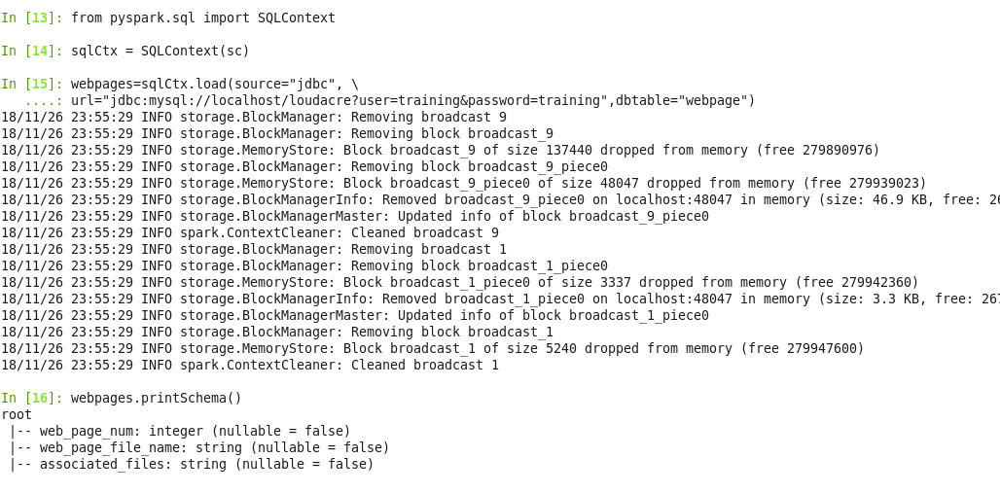 In [13]: from pyspark.sql import SQLContext
In [14]: sqlCtx = SQLContext(sc)
In [15]: webpages=sqlCtx.load(source="jdbc", \
   ....: url="jdbc:mysql://localhost/loudacre?user=training&password=training",dbtable="webpage")
18/11/26 23:55:29 INFO storage.BlockManager: Removing broadcast 9
18/11/26 23:55:29 INFO storage.BlockManager: Removing block broadcast_9
18/11/26 23:55:29 INFO storage.MemoryStore: Block broadcast_9 of size 137440 dropped from memory (free 279890976)
18/11/26 23:55:29 INFO storage.BlockManager: Removing block broadcast_9_piece0
18/11/26 23:55:29 INFO storage.MemoryStore: Block broadcast_9_piece0 of size 48047 dropped from memory (free 279939023)
18/11/26 23:55:29 INFO storage.BlockManagerInfo: Removed broadcast_9_piece0 on localhost:48047 in memory (size: 46.9 KB, free: 26
18/11/26 23:55:29 INFO storage.BlockManagerMaster: Updated info of block broadcast_9_piece0
18/11/26 23:55:29 INFO spark.ContextCleaner: Cleaned broadcast 9
18/11/26 23:55:29 INFO storage.BlockManager: Removing broadcast 1
18/11/26 23:55:29 INFO storage.BlockManager: Removing block broadcast_1_piece0
18/11/26 23:55:29 INFO storage.MemoryStore: Block broadcast_1_piece0 of size 3337 dropped from memory (free 279942360)
18/11/26 23:55:29 INFO storage.BlockManagerInfo: Removed broadcast_1_piece0 on localhost:48047 in memory (size: 3.3 KB, free: 267
18/11/26 23:55:29 INFO storage.BlockManagerMaster: Updated info of block broadcast_1_piece0
18/11/26 23:55:29 INFO storage.BlockManager: Removing block broadcast_1
18/11/26 23:55:29 INFO storage.MemoryStore: Block broadcast_1 of size 5240 dropped from memory (free 279947600)
18/11/26 23:55:29 INFO spark.ContextCleaner: Cleaned broadcast 1
In [16]: webpages.printSchema()
root
 |-- web_page_num: integer (nullable = false)
 |-- web_page_file_name: string (nullable = false)
 |-- associated_files: string (nullable = false)